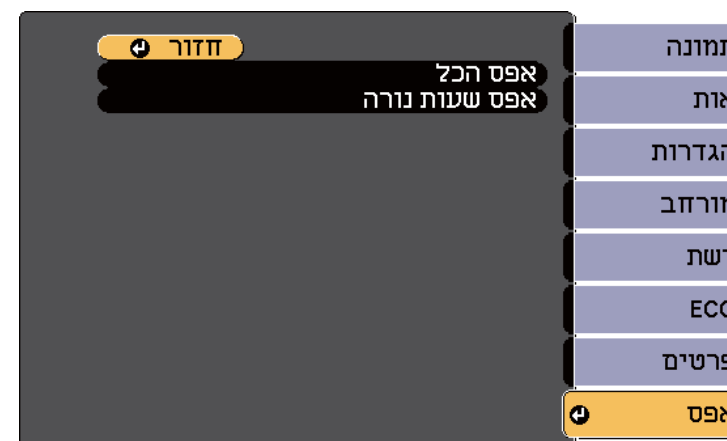 חזור
אפס הכל
אפס שעות נורה
תמונה
אות
הגדרות
מורחב
רשת
ECO
פרטים
אפס